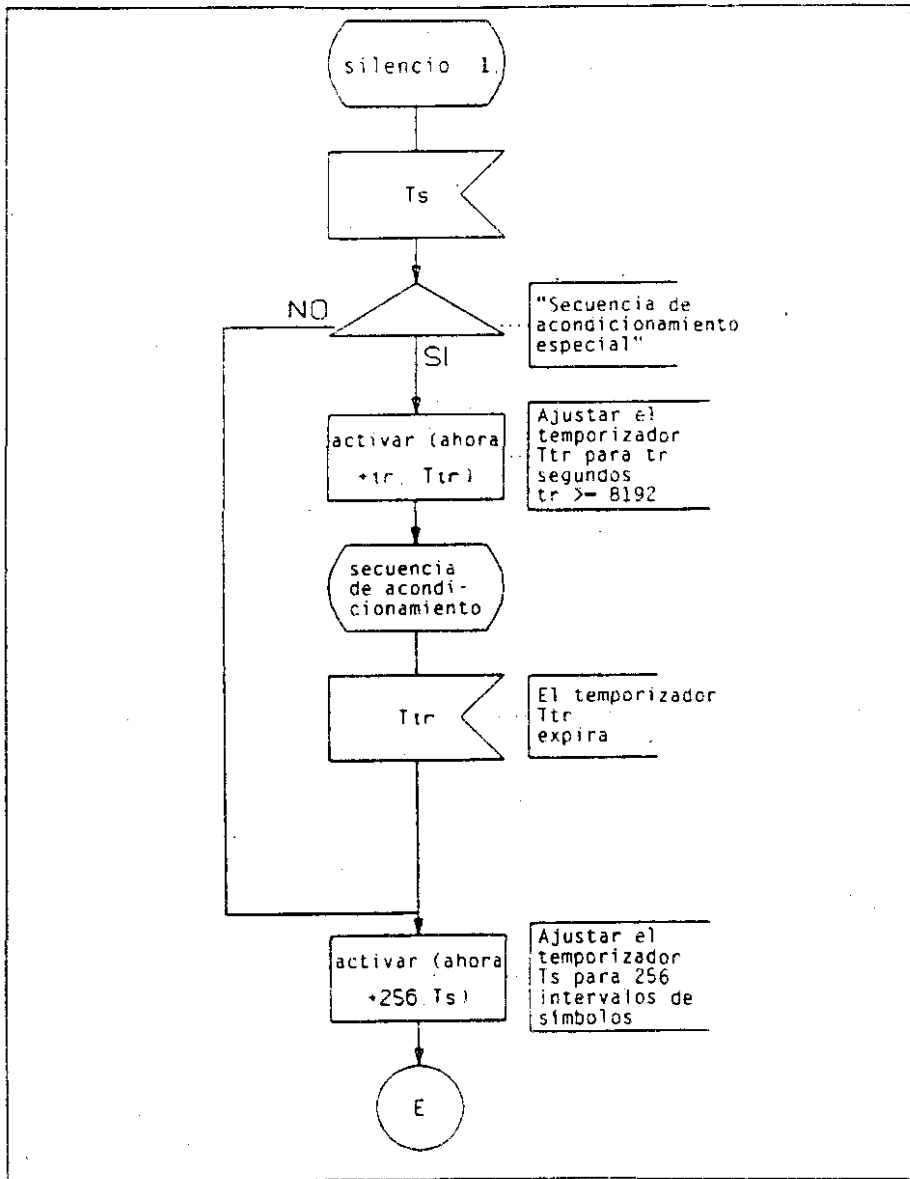 silencio 1
Ts
NO
"Secuencia de
acondicionamiento
especial"
SI
activar (ahora
+tr, Ttr)
Ajustar el
temporizador
Ttr para tr
segundos
tr >= 8192
secuencia
de acondi-
cionamiento
Ttr
El temporizador
Ttr
expira
activar (ahora
+256, Ts)
Ajustar el
temporizador
Ts para 256
intervalos de
símbolos
E